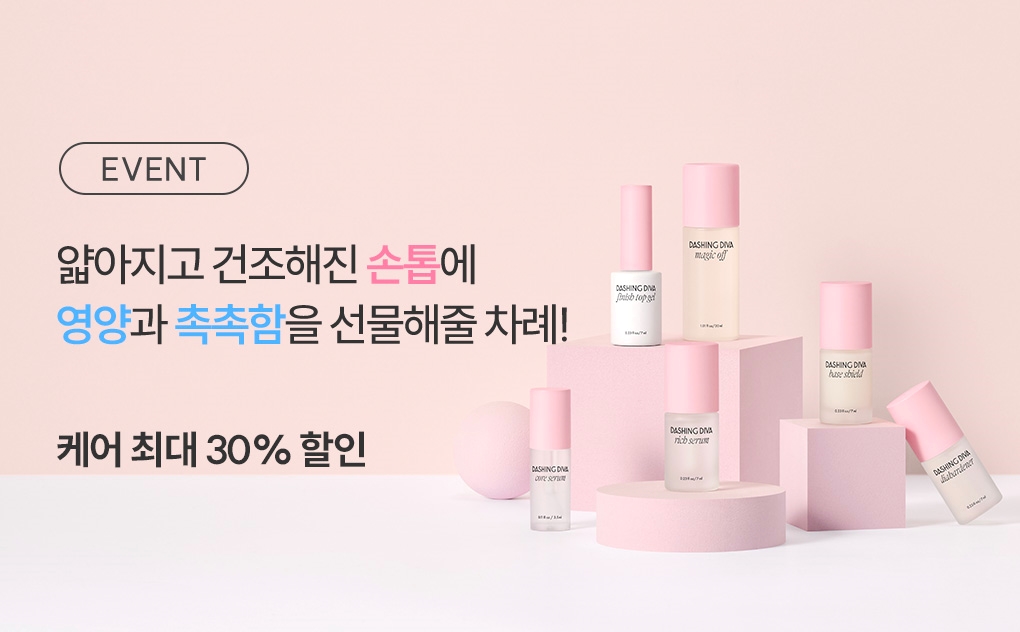 EVENT
얇아지고 건조해진 손톱에
영양과 촉촉함을 선물해줄 차례!
케어 최대 30% 할인
DASHING DIVA
magic off
DASHING DIVA
finish top gel
DASHING DIVA
base shield
DASHING DIVA
rich serum
DASHING DIVA
core serum
DASHING DIVA